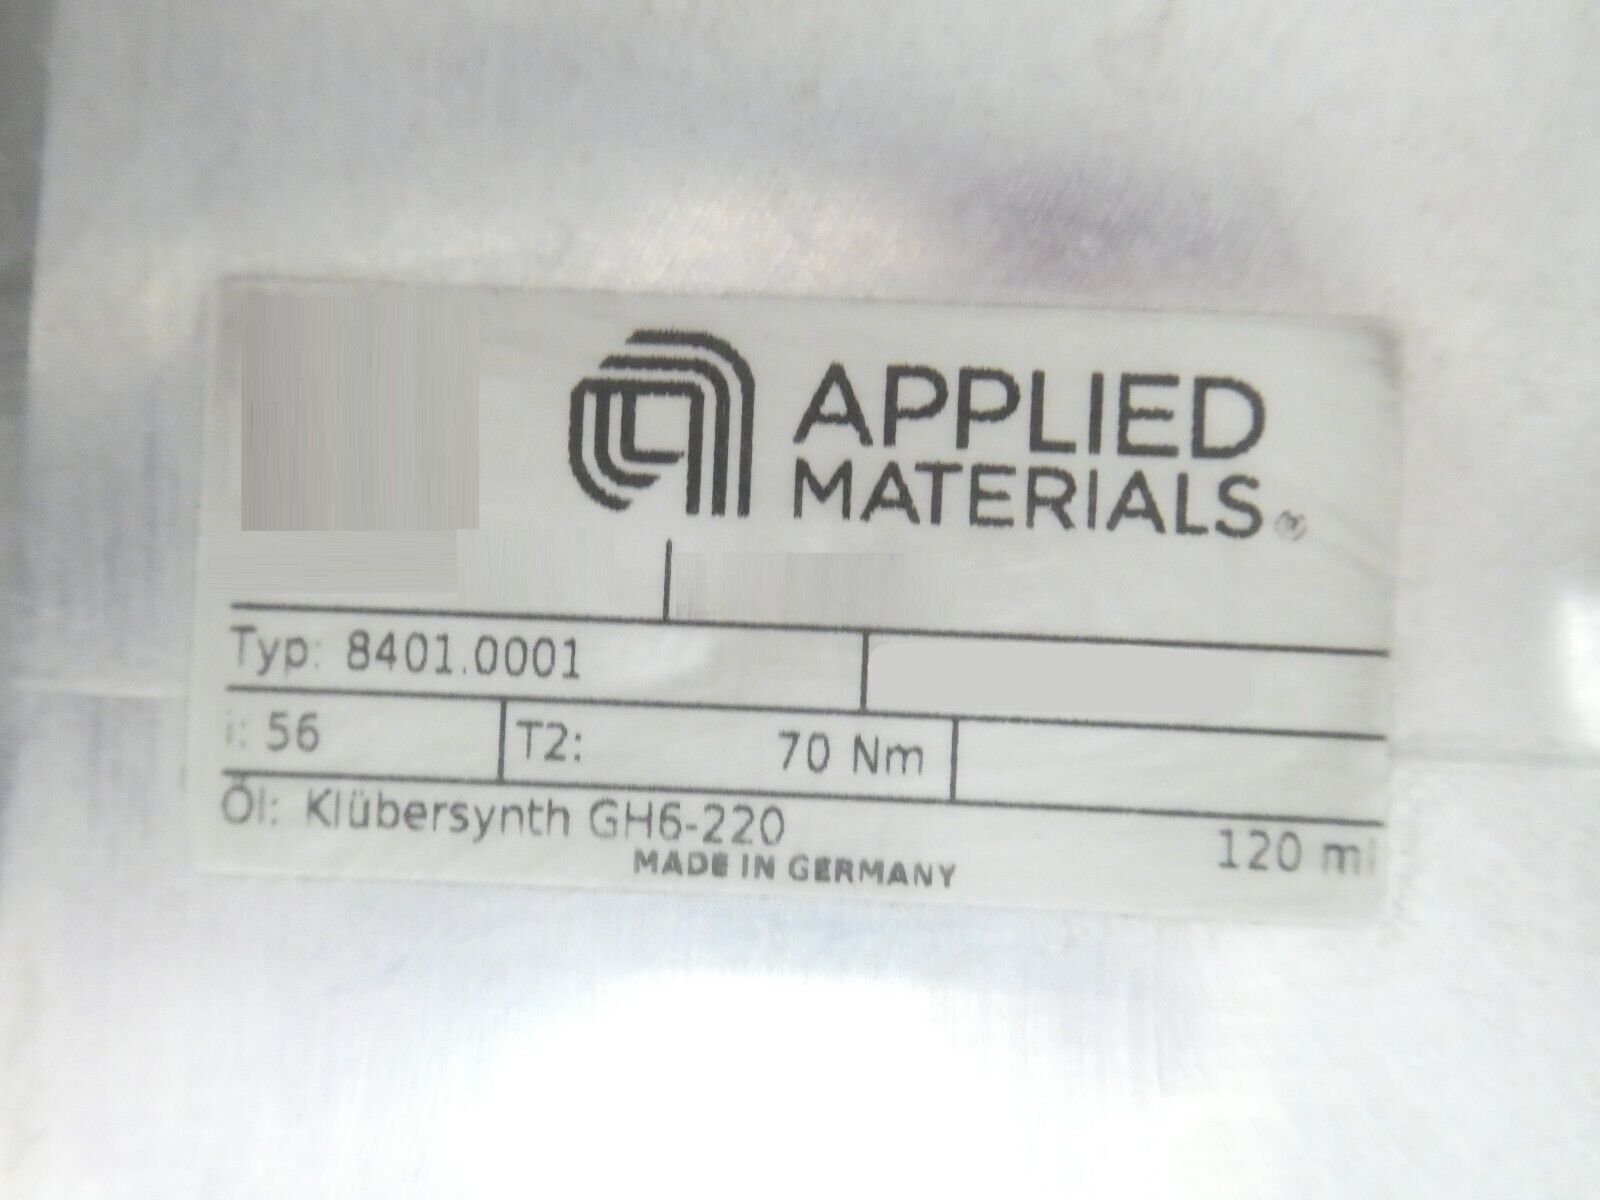 APPLIED
MATERIALS®
Typ: 8401.0001
i: 56 T2: 70 Nm
Öl: Klübersynth GH6-220 120 ml
MADE IN GERMANY